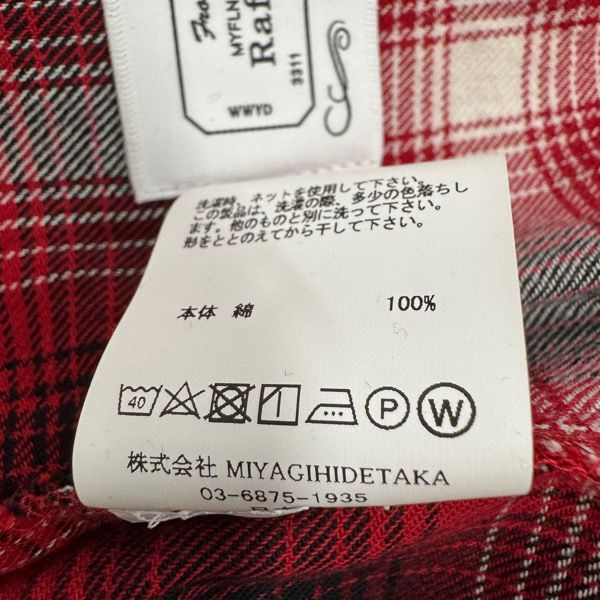 Fro
MYFLN
Raf
3311
WWYD
洗濯時、ネットを使用して下さい。
この製品は、洗濯の際、多少の色落ちし
ます。他のものと別に洗って下さい。
形をととのえてから干して下さい。
本体 綿 100%
40 P W
株式会社 MIYAGIHIDETAKA
03-6875-1935